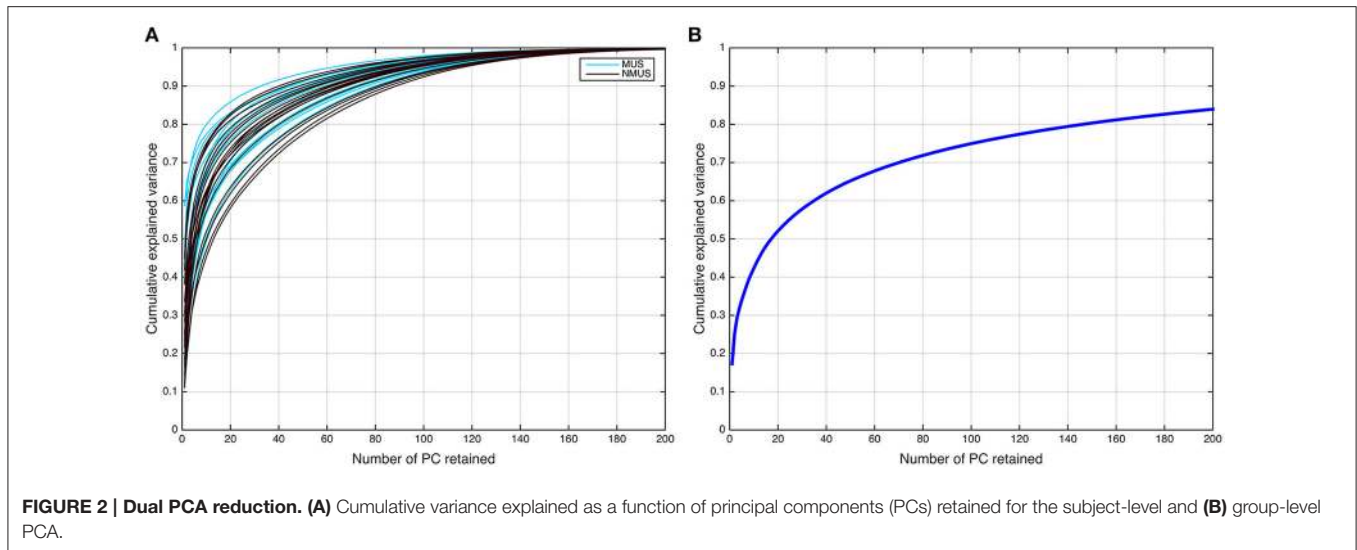 A
1
0.9
0.8
0.7
0.6
0.5
0.4
0.3
0.2
0.1
0
Cumulative explained variance
0 20 40 60 80 100 120 140 160 180 200
Number of PC retained
MUS
NMUS
B
1
0.9
0.8
0.7
0.6
0.5
0.4
0.3
0.2
0.1
0
Cumulative explained variance
0 20 40 60 80 100 120 140 160 180 200
Number of PC retained
FIGURE 2 | Dual PCA reduction. (A) Cumulative variance explained as a function of principal components (PCs) retained for the subject-level and (B) group-level
PCA.